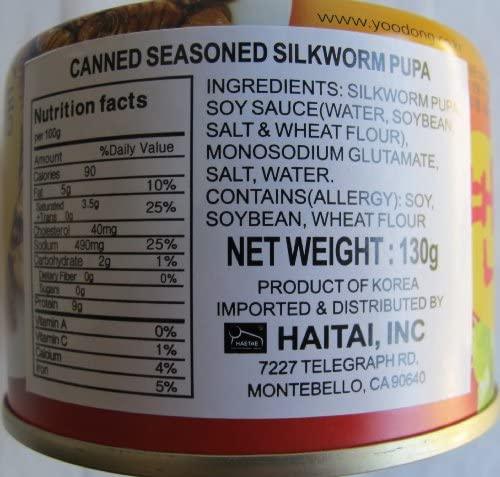 www.yoodong
CANNED SEASONED SILKWORM PUPA
Nutrition facts
per 100g
Amount %Daily Value
Calories 90
Fat 5g 10%
Saturated 3.5g 25%
+Trans 0g
Cholesterol 40mg
Sodium 490mg 25%
Carbohydrate 2g 1%
Dietary Fiber 0g 0%
Sugars 0g
Protein 9g
Vitamin A 0%
Vitamin C 1%
Calcium 4%
Iron 5%
INGREDIENTS: SILKWORM PUPA,
SOY SAUCE(WATER, SOYBEAN,
SALT & WHEAT FLOUR),
MONOSODIUM GLUTAMATE,
SALT, WATER.
CONTAINS(ALLERGY): SOY,
SOYBEAN, WHEAT FLOUR
NET WEIGHT : 130g
PRODUCT OF KOREA
IMPORTED & DISTRIBUTED BY
HAETAE
HAITAI, INC
7227 TELEGRAPH RD,
MONTEBELLO, CA 90640